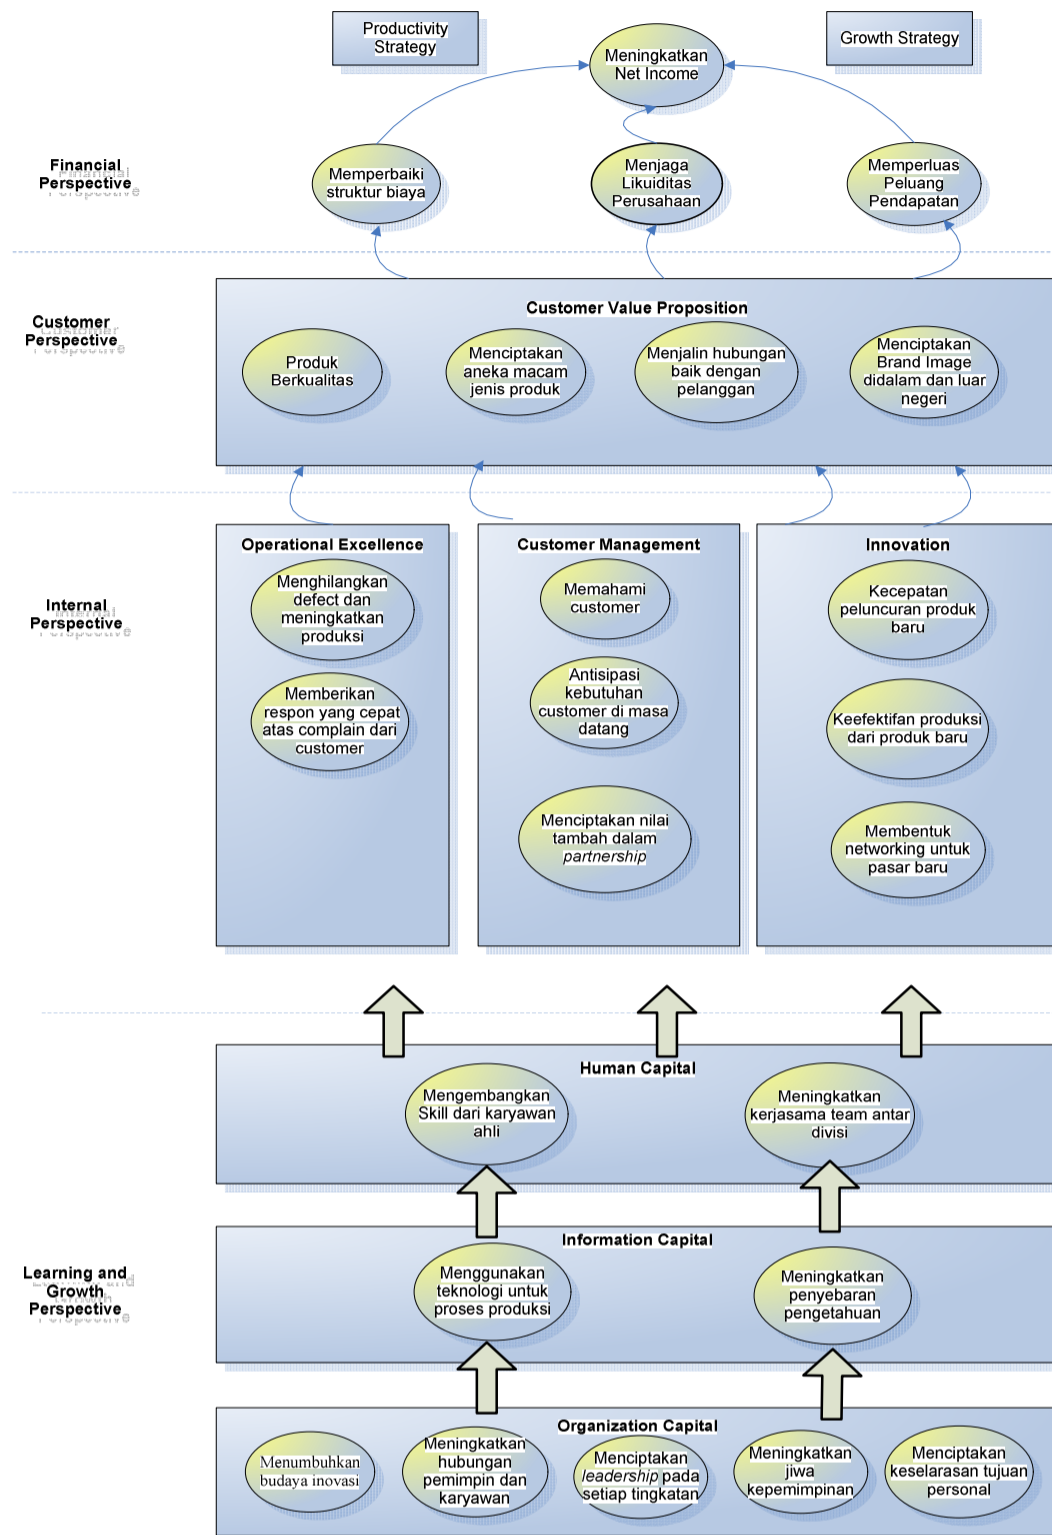 Productivity
Strategy
Meningkatkan
Net Income
Growth Strategy
Financial
Perspective
Memperbaiki
struktur biaya
Menjaga
Likuiditas
Perusahaan
Memperluas
Peluang
Pendapatan
Customer
Perspective
Customer Value Proposition
Produk
Berkualitas
Menciptakan
aneka macam
jenis produk
Menjalin hubungan
baik dengan
pelanggan
Menciptakan
Brand Image
didalam dan luar
negeri
Internal
Perspective
Operational Excellence
Menghilangkan
defect dan
meningkatkan
produksi
Memberikan
respon yang cepat
atas complain dari
customer
Customer Management
Memahami
customer
Antisipasi
kebutuhan
customer di masa
datang
Menciptakan nilai
tambah dalam
partnership
Innovation
Kecepatan
peluncuran produk
baru
Keefektifan produksi
dari produk baru
Membentuk
networking untuk
pasar baru
Learning and
Growth
Perspective
Human Capital
Mengembangkan
Skill dari karyawan
ahli
Meningkatkan
kerjasama team antar
divisi
Information Capital
Menggunakan
teknologi untuk
proses produksi
Meningkatkan
penyebaran
pengetahuan
Organization Capital
Menumbuhkan
budaya inovasi
Meningkatkan
hubungan
pemimpin dan
karyawan
Menciptakan
leadership pada
setiap tingkatan
Meningkatkan
jiwa
kepemimpinan
Menciptakan
keselarasan tujuan
personal